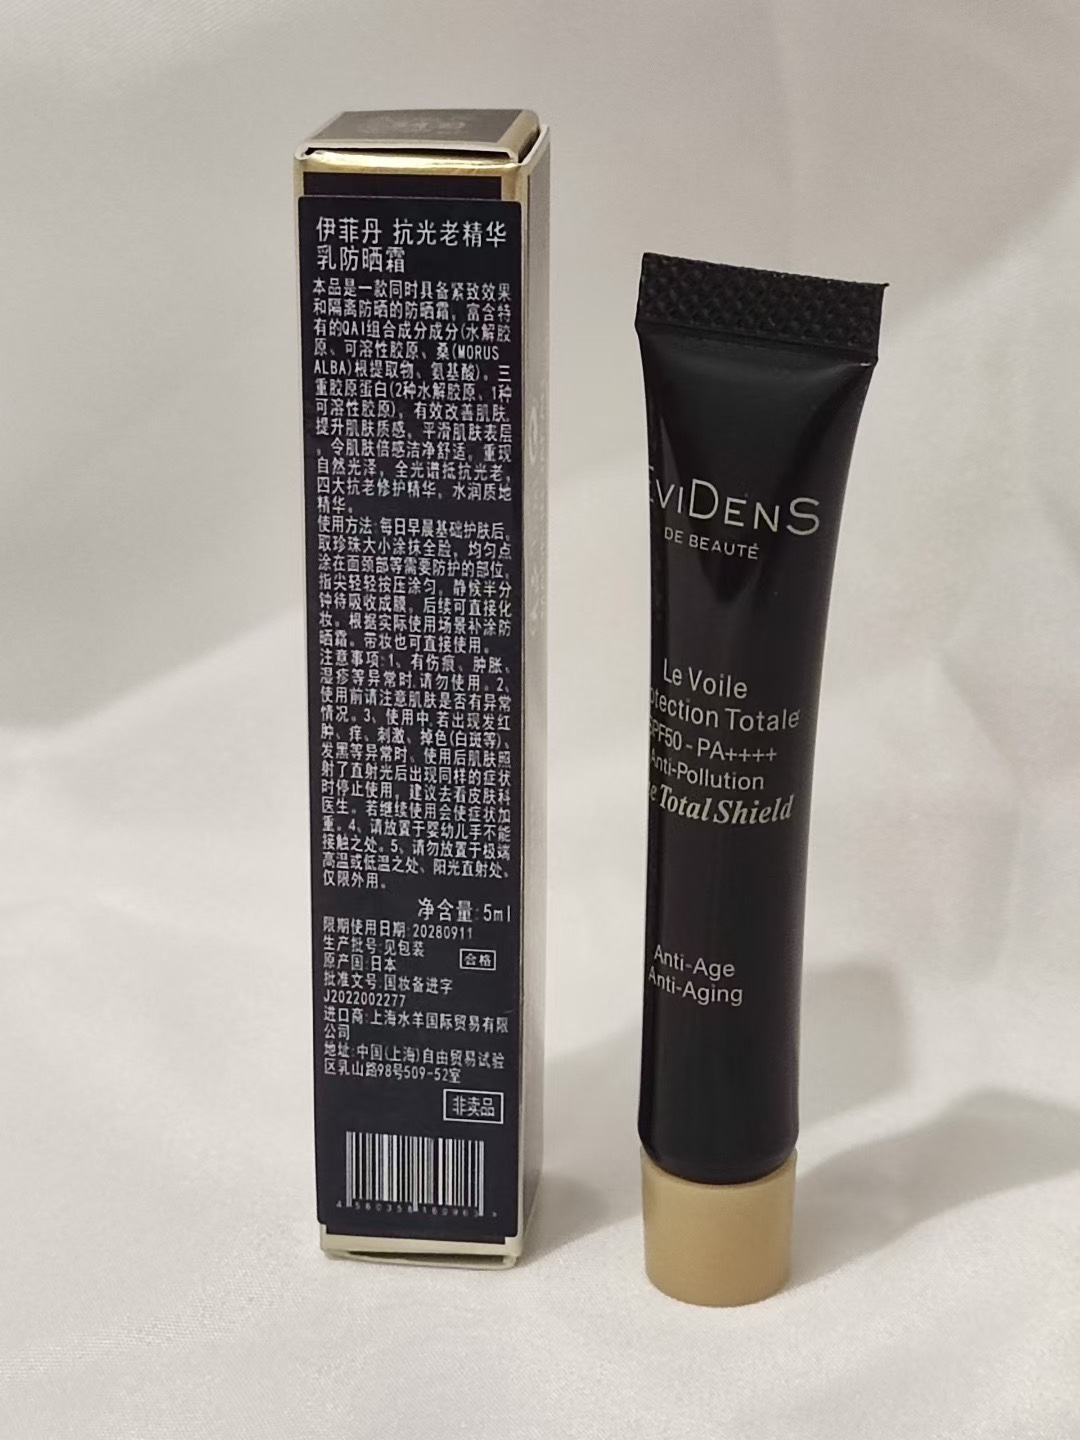 伊菲丹 抗光老精华
乳防晒霜
本品是一款同时具备紧致效果
和隔离防晒的防晒霜。富含特
有的QAI组合成分成分(水解胶
原、可溶性胶原、桑(MORUS
ALBA)根提取物、氨基酸)。三
重胶原蛋白(2种水解胶原、1种
可溶性胶原)，有效改善肌肤，
提升肌肤质感，平滑肌肤表层
，令肌肤倍感洁净舒适。重现
自然光泽，全光谱抵抗光老，
四大抗老修护精华，水润质地
精华。
使用方法:每日早晨基础护肤后，
取珍珠大小涂抹全脸，均匀点
涂在面颈部等需要防护的部位，
指尖轻轻按压涂匀，静候半分
钟待吸收成膜，后续可直接化
妆。根据实际使用场景补涂防
晒霜。带妆也可直接使用。
注意事项:1、有伤痕、肿胀、
湿疹等异常时,请勿使用。2、
使用前请注意肌肤是否有异常
情况。3、使用中,若出现发红
肿、痒、刺激、掉色(白斑等)、
发黑等异常时、使用后肌肤照
射了直射光后出现同样的症状
时停止使用，建议去看皮肤科
医生。若继续使用会使症状加
重。4、请放置于婴幼儿手不能
接触之处。5、请勿放置于极端
高温或低温之处、阳光直射处。
仅限外用。
净含量:5ml
限期使用日期:20280911
生产批号:见包装
合格
原产国:日本
批准文号:国妆备进字
J2022002277
进口商:上海水羊国际贸易有限
公司
地址:中国(上海)自由贸易试验
区乳山路98号509-52室
非卖品
4 580358 160963 >
EViDenS
DE BEAUTÉ
Le Voile
otection Totale
SPF50 - PA++++
Anti-Pollution
e Total Shield
Anti-Age
Anti-Aging